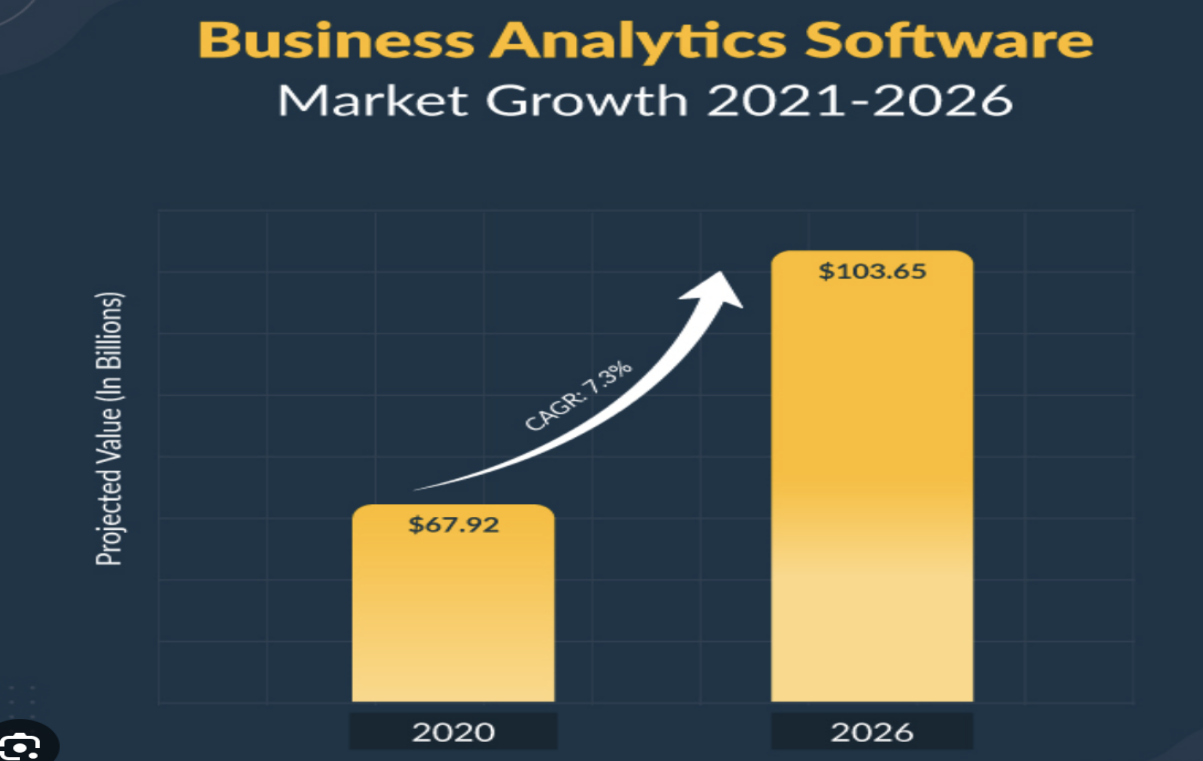 Business Analytics Software
Market Growth 2021-2026
Projected Value (In Billions)
$103.65
CAGR: 7.3%
$67.92
2020
2026